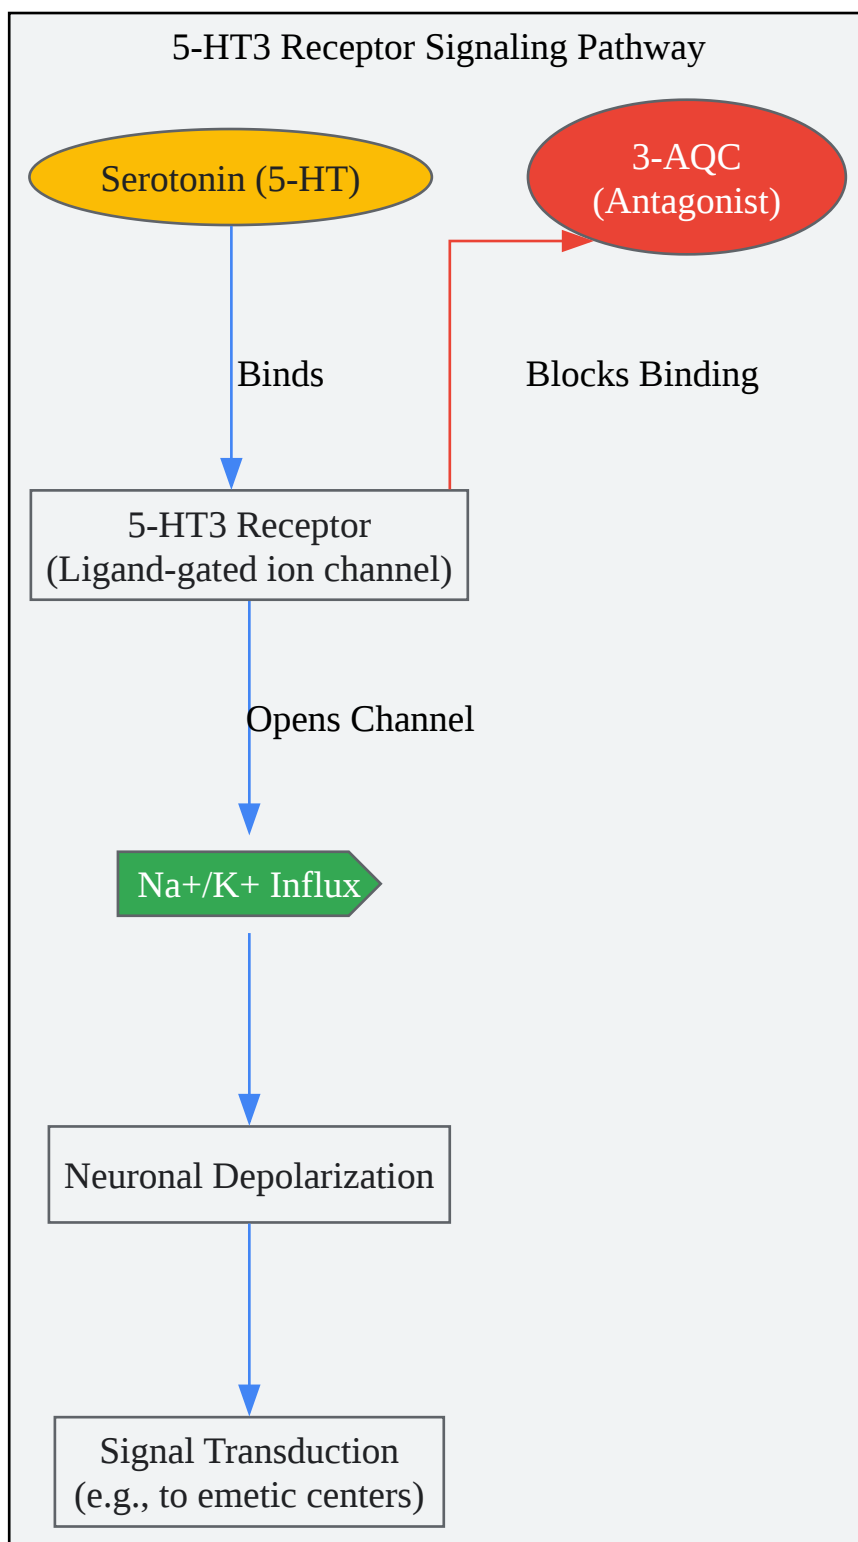 5-HT3 Receptor Signaling Pathway
Serotonin (5-HT)
3-AQC
(Antagonist)
Binds
Blocks Binding
5-HT3 Receptor
(Ligand-gated ion channel)
Opens Channel
Na+/K+ Influx
Neuronal Depolarization
Signal Transduction
(e.g., to emetic centers)